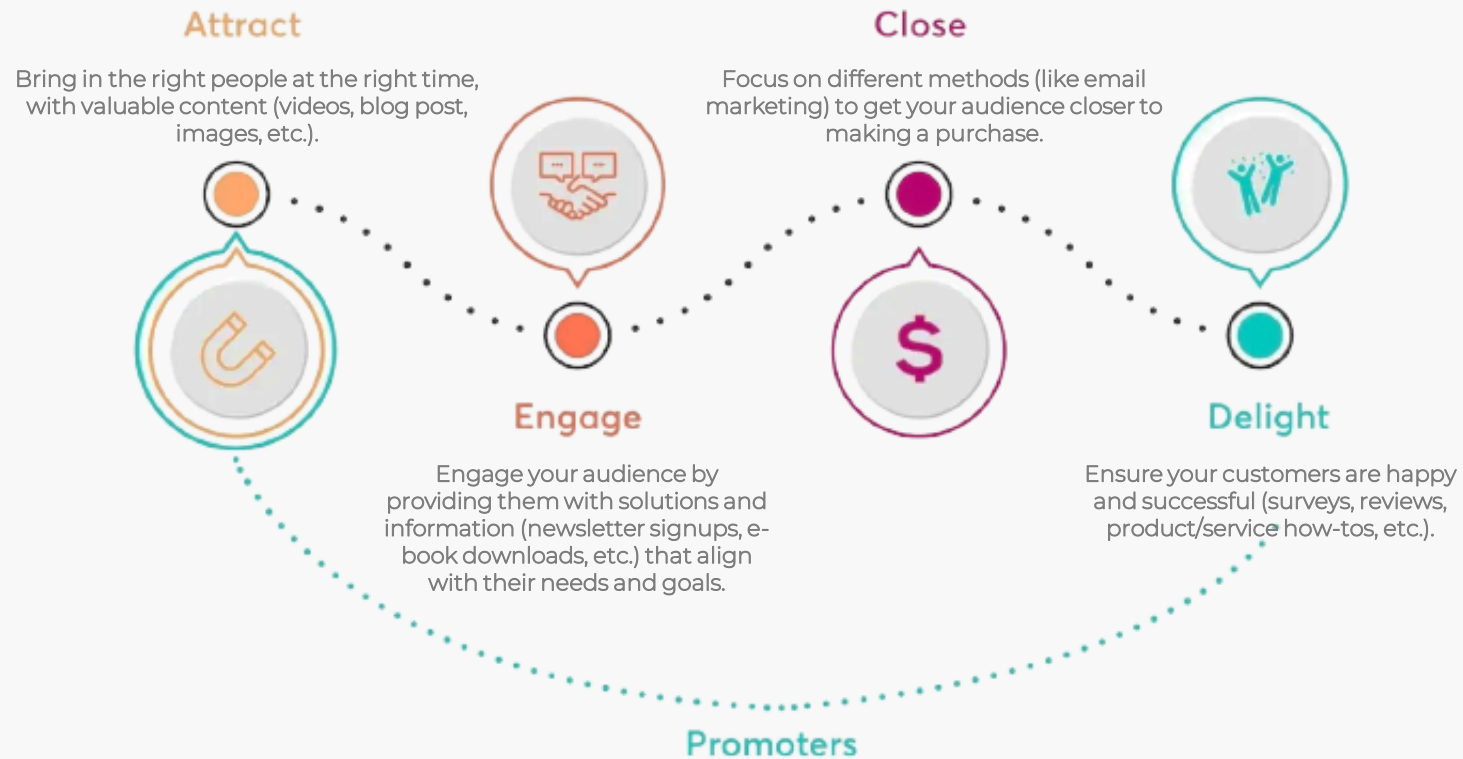 Attract
Bring in the right people at the right time,
with valuable content (videos, blog post,
images, etc.).
Engage
Engage your audience by
providing them with solutions and
information (newsletter signups, e-
book downloads, etc.) that align
with their needs and goals.
Close
Focus on different methods (like email
marketing) to get your audience closer to
making a purchase.
$
Delight
Ensure your customers are happy
and successful (surveys, reviews,
product/service how-tos, etc.).
Promoters